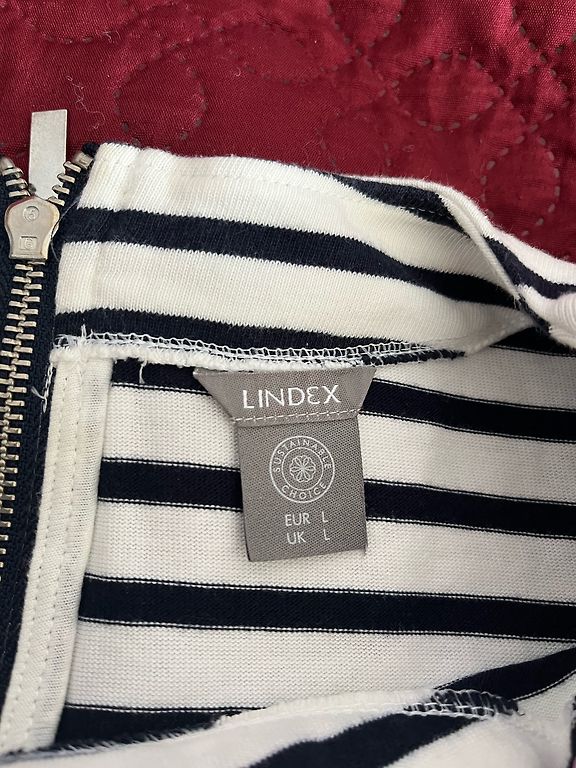 LINDEX
SUSTAINABLE
CHOICE
EUR L
UK L